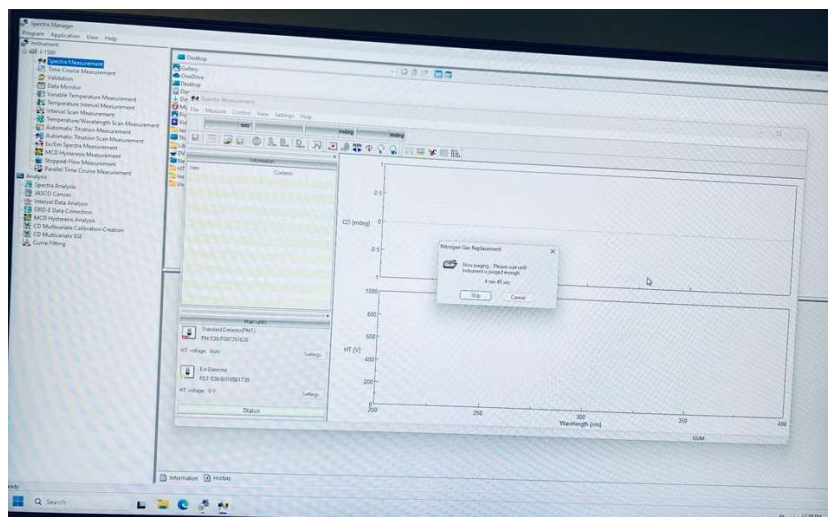 Spectra Manager
Program Application View Help
Instrument
J-1500
Spectra Measurement
Time Course Measurement
Validation
Data Monitor
Variable Temperature Measurement
Temperature Interval Measurement
Interval Scan Measurement
Temperature/Wavelength Scan Measurement
Automatic Titration Measurement
Automatic Titration Scan Measurement
Ex/Em Spectra Measurement
MCD Hysteresis Measurement
Stopped-Flow Measurement
Parallel Time Course Measurement
Analysis
Spectra Analysis
JASCO Canvas
Interval Data Analysis
ORD-E Data Correction
MCD Hysteresis Analysis
CD Multivariate Calibration Creation
CD Multivariate SSE
Curve Fitting
Desktop
Gallery
OneDrive
Desktop
Spectra Measurement
File Measure Control View Settings Help
nm
mdeg
mdeg
Information
Item Contents
Main units
Standard Detector(PMT)
HT voltage Auto
Settings
Em Detector
HT voltage 0 V
Settings
Status
1
0.5
CD [mdeg] 0
-0.5
-1
1000
800
600
HT [V]
400
200
0
200 250 300 350 400
Wavelength [nm]
NUM
Nitrogen Gas Replacement
Now purging... Please wait until
instrument is purged enough
4 min 45 sec
Skip Cancel
Information History
Search